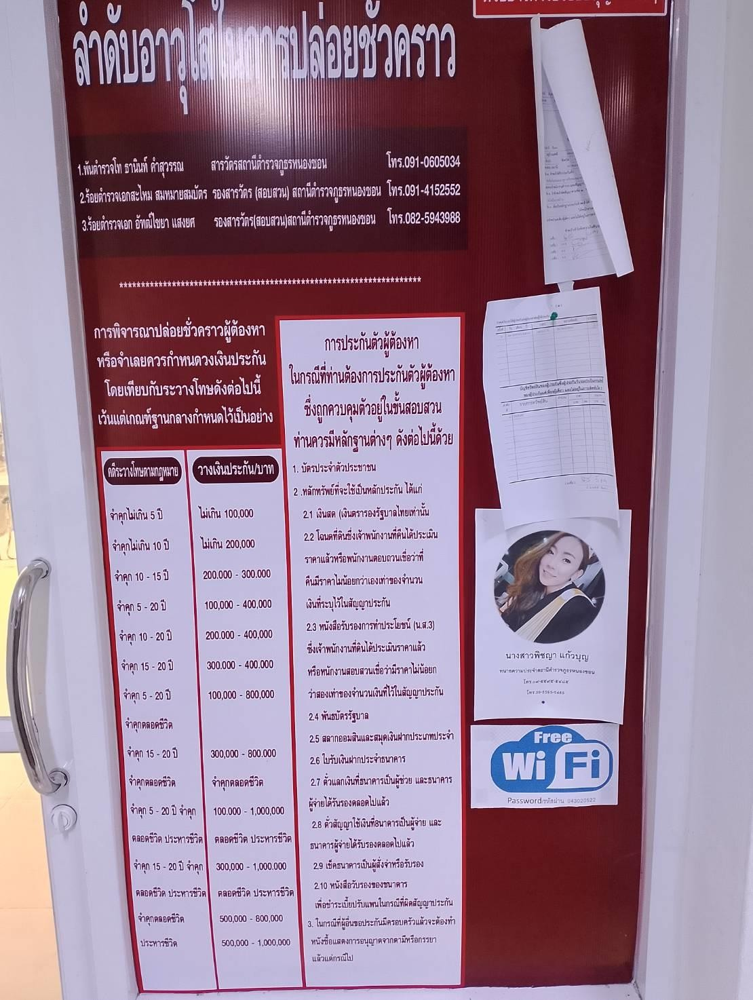 ลำดับอาวุโสในการปล่อยชั่วคราว
1.พันตำรวจโท ธานินท์ คำสุวรรณ สารวัตรสถานีตำรวจภูธรหนองซอน โทร.091-0605034
2.ร้อยตำรวจเอกสะไหม สมหมายสมบัตร รองสารวัตร (สอบสวน) สถานีตำรวจภูธรหนองซอน โทร.091-4152552
3.ร้อยตำรวจเอก แสงยศ รองสารวัตร(สอบสวน)สถานีตำรวจภูธรหนองซอน โทร.082-5943988
การพิจารณาปล่อยชั่วคราวผู้ต้องหา
หรือจำเลยควรกำหนดวงเงินประกัน
โดยเทียบกับระวางโทษดังต่อไปนี้
เว้นแต่เกณฑ์ฐานกลางกำหนดไว้เป็นอย่าง
คดีระวางโทษตามกฎหมาย วางเงินประกัน/บาท
จำคุกไม่เกิน 5 ปี ไม่เกิน 100,000
จำคุกไม่เกิน 10 ปี ไม่เกิน 200,000
จำคุก 10 - 15 ปี 200.000 - 300.000
จำคุก 5 - 20 ปี 100,000 - 400,000
จำคุก 10 - 20 ปี 200.000 - 400,000
จำคุก 15 - 20 ปี 300.000 - 400.000
จำคุก 5 - 20 ปี 100,000 - 800,000
จำคุกตลอดชีวิต
จำคุก 15 - 20 ปี 300,000 - 800.000
จำคุกตลอดชีวิต จำคุกตลอดชีวิต
จำคุก 5 - 20 ปี จำคุก 100.000 - 1,000,000
ตลอดชีวิต ประหารชีวิต ตลอดชีวิต ประหารชีวิต
จำคุก 15 - 20 ปี จำคุก 300,000 - 1,000.000
ตลอดชีวิต ประหารชีวิต ตลอดชีวิต ประหารชีวิต
จำคุกตลอดชีวิต 500,000 - 800,000
ประหารชีวิต 500,000 - 1,000,000
การประกันตัวผู้ต้องหา
ในกรณีที่ท่านต้องการประกันตัวผู้ต้องหา
ซึ่งถูกควบคุมตัวอยู่ในขั้นสอบสวน
ท่านควรมีหลักฐานต่างๆ ดังต่อไปนี้ด้วย
1. บัตรประจำตัวประชาชน
2 .หลักทรัพย์ที่จะใช้เป็นหลักประกัน ได้แก่
2.1 เงินสด (เงินตรารองรัฐบาลไทยเท่านั้น
2.2 โฉนดที่ดินซึ่งเจ้าพนักงานที่คืนได้ประเมิน
ราคาแล้วหรือพนักงานตอบถวนเชื่อว่าที่
คืนมีราคาไม่น้อยกว่าเองเท่าของจำนวน
เงินที่ระบุไว้ในสัญญาประกัน
2.3 หนังสือรับรองการทำประโยชน์ (น.ส.3)
ซึ่งเจ้าพนักงานที่ดินได้ประเมินราคาแล้ว
หรือพนักงานสอบสวนเชื่อว่ามีราคาไม่น้อยก
ว่าสองเท่าของจำนวนเงินที่ไว้ในสัญญาประกัน
2.4 พันธบัตรรัฐบาล
2.5 สลากออมสินและสมุดเงินฝากประเภทประจำ
2.6 ใบรับเงินฝากประจำธนาคาร
2.7 ตั๋วแลกเงินที่ธนาคารเป็นผู้ช่วย และธนาคาร
ผู้จ่ายได้รับรองตลอดไปแล้ว
2.8 ตั๋วสัญญาใช้เงินที่8นาคารเป็นผู้จ่าย และ
ธนาคารผู้จ่ายได้รับรองตลอดไปแล้ว
2.9 เช็คธนาคารเป็นผู้สั่งจ่าหรือรับรอง
2.10 หนังสือวับรองของชนาดาร
เพื่อชำระเบี้ยปรับแพนในกรณีที่ผิดสัญญาประกัน
3. ในกรณีที่ผู้อื่นขอประกันมีครอบครัวแล้วจะต้องทำ
หนังชื้อแสดงการอนุญาตจากตามีหรือกรรยา
แล้วแต่กรณีไป
นางสาวพิชญา แก้วบุญ
ทนายความประจำสถานีตำรวจภูธรหนองซอน
โทร.๐๙-๕๕๙๕-๕๔๘๕
โทร.09-5595-5485
Free
Wi Fi
Password/รหัสผ่าน 043020522